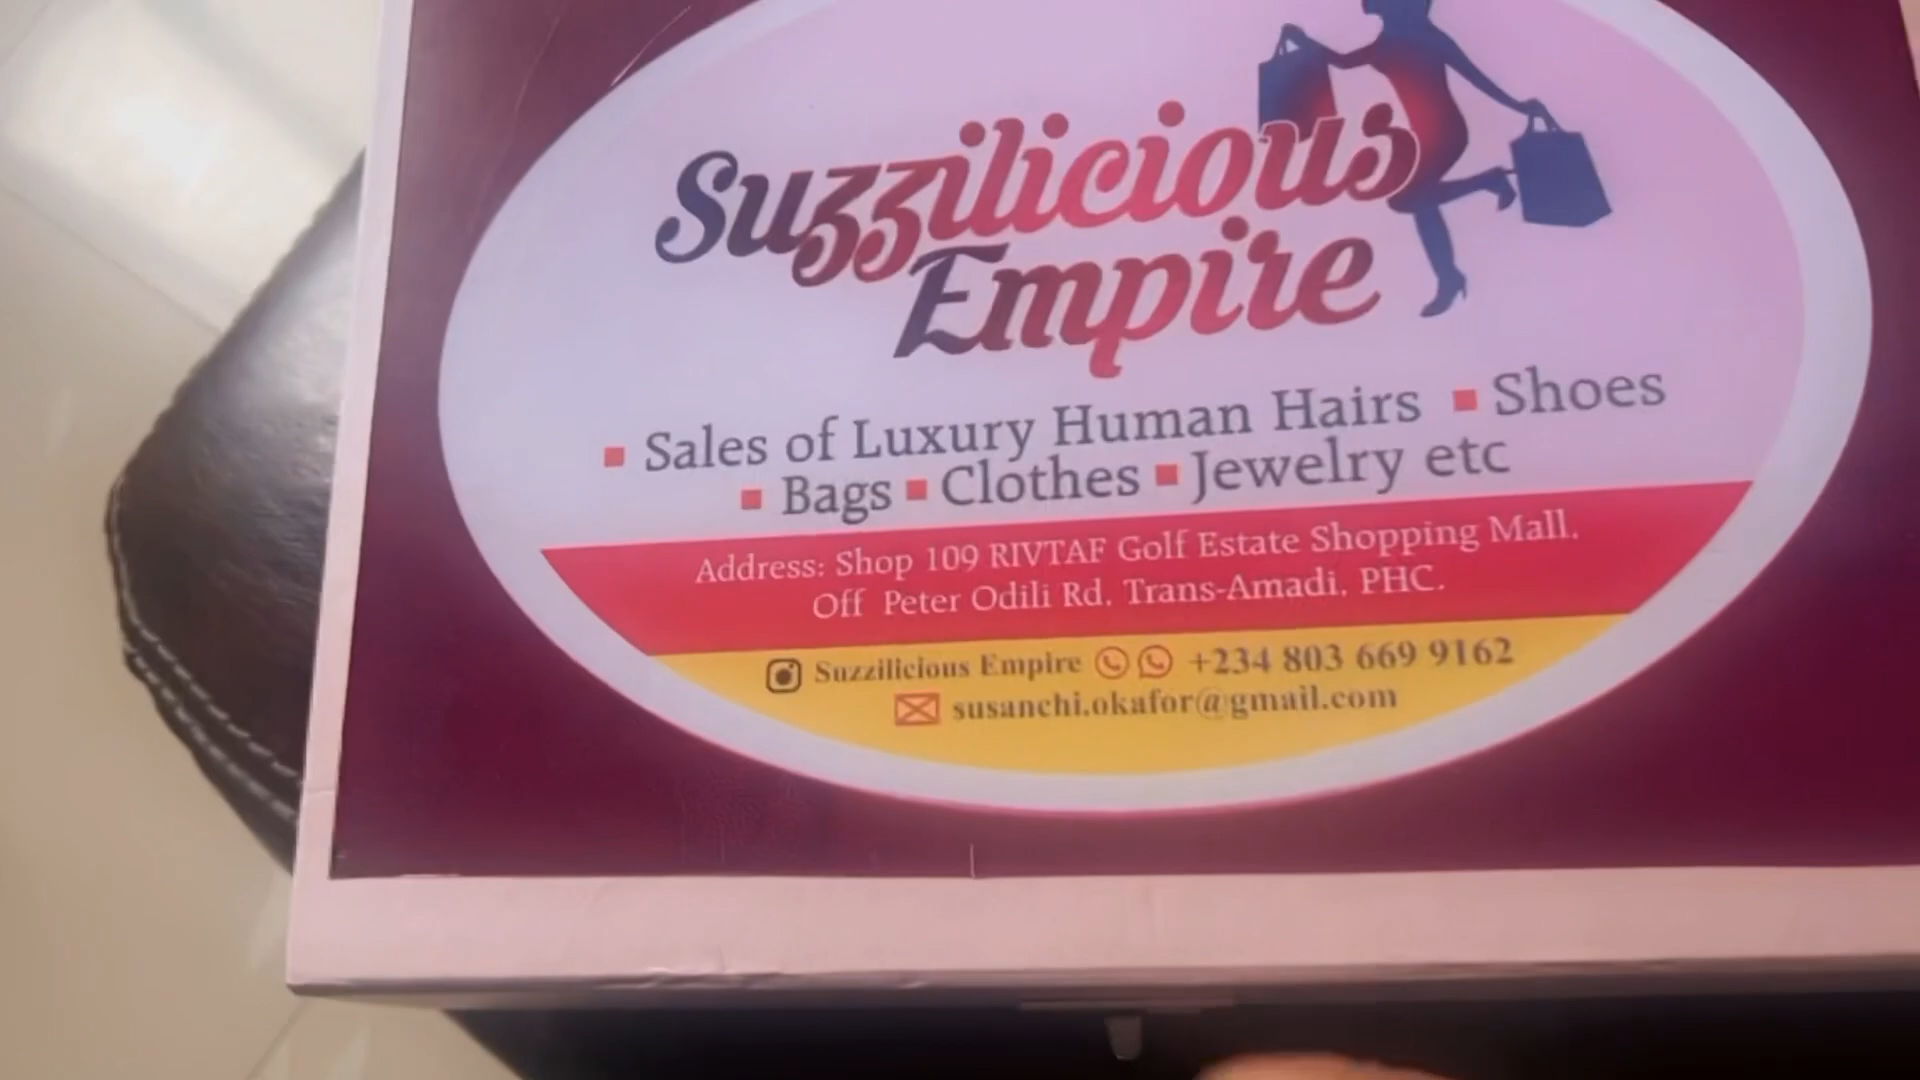 Suzzilicious
Empire
▪ Sales of Luxury Human Hairs ▪ Shoes
▪ Bags ▪ Clothes ▪ Jewelry etc
Address: Shop 109 RIVTAF Golf Estate Shopping Mall.
Off Peter Odili Rd, Trans-Amadi, PHC.
Suzzilicious Empire +234 803 669 9162
susanchi.okafor@gmail.com